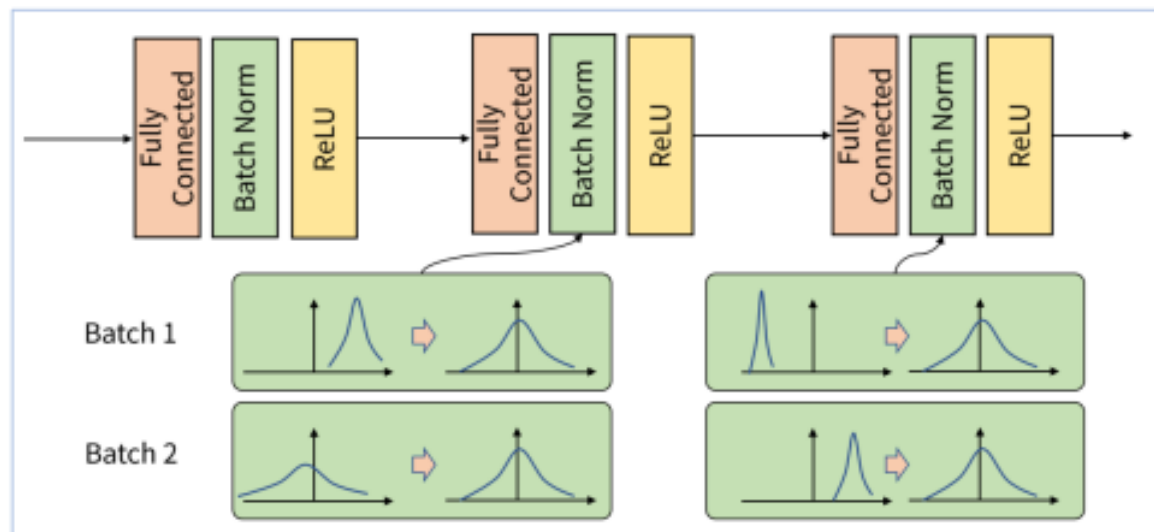 Fully
Connected
Batch Norm
ReLU
Fully
Connected
Batch Norm
ReLU
Fully
Connected
Batch Norm
ReLU
Batch 1
Batch 2